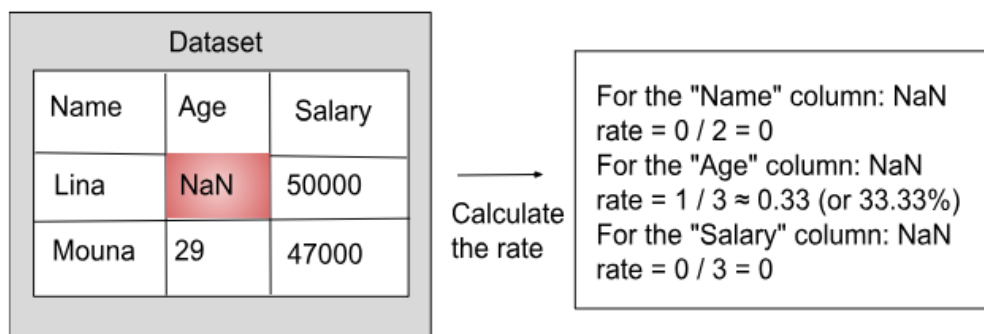 Dataset
Name Age Salary
Lina NaN 50000
Mouna 29 47000
Calculate
the rate
For the "Name" column: NaN
rate = 0 / 2 = 0
For the "Age" column: NaN
rate = 1 / 3 ≈ 0.33 (or 33.33%)
For the "Salary" column: NaN
rate = 0 / 3 = 0